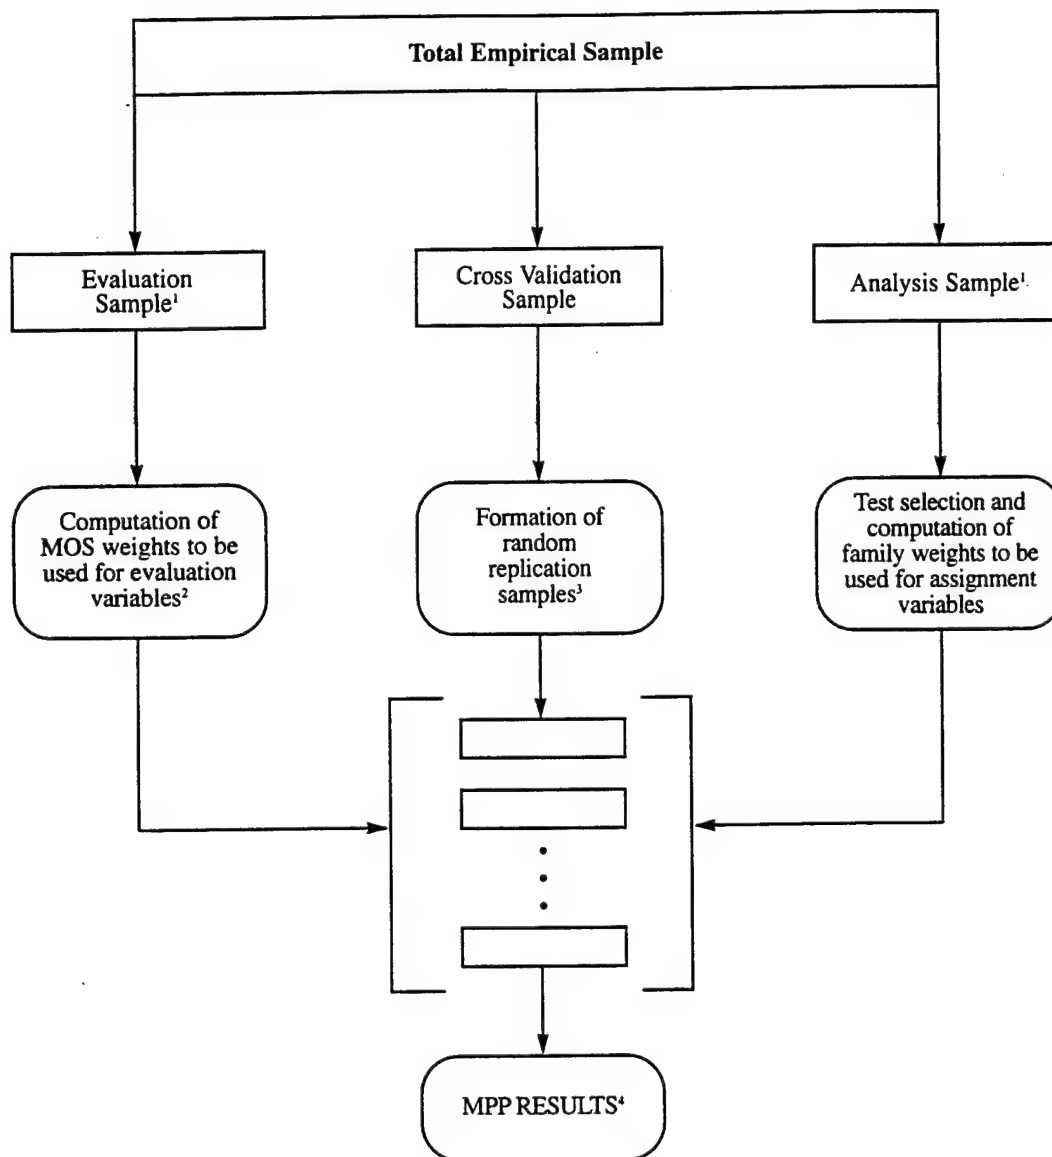 Total Empirical Sample
Evaluation
Sample¹
Cross Validation
Sample
Analysis Sample¹
Computation of
MOS weights to be
used for evaluation
variables²
Formation of
random
replication
samples³
Test selection and
computation of
family weights to be
used for assignment
variables
MPP RESULTS⁴